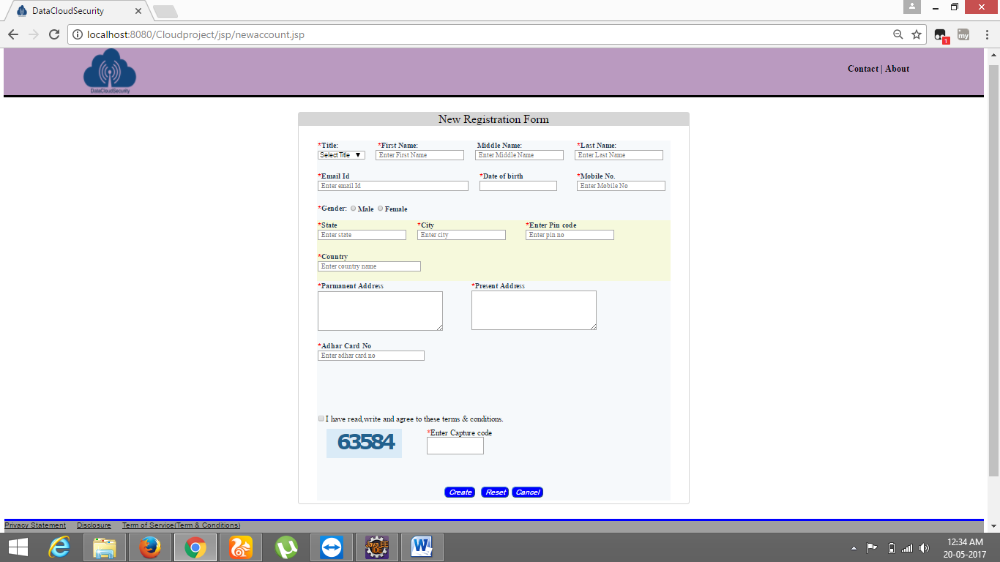 DataCloudSecurity
localhost:8080/Cloudproject/jsp/newaccount.jsp
1
my
DataCloudSecurity
Contact | About
New Registration Form
*Title: *First Name: Middle Name: *Last Name:
Select Title Enter First Name Enter Middle Name Enter Last Name
*Email Id *Date of birth *Mobile No.
Enter email Id Enter Mobile No
*Gender: Male Female
*State *City *Enter Pin code
Enter state Enter city Enter pin no
*Country
Enter country name
*Parmanent Address *Present Address
*Adhar Card No
Enter adhar card no
I have read,write and agree to these terms & conditions.
63584 *Enter Capture code
Create Reset Cancel
Privacy Statement Disclosure Term of Service(Term & Conditions)
Java EE
IDE
W
12:34 AM
20-05-2017